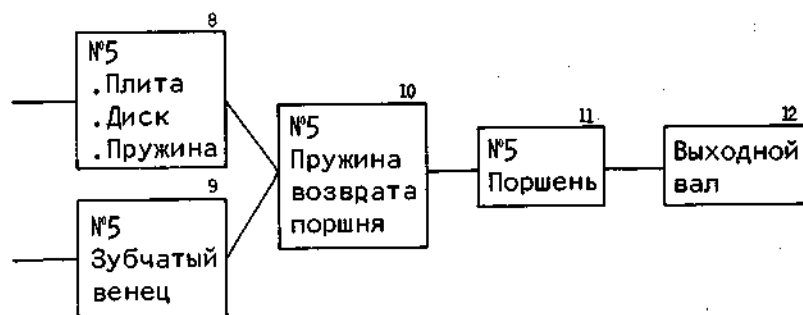 8
№5
.Плита
.Диск
.Пружина
9
№5
Зубчатый
венец
10
№5
Пружина
возврата
поршня
11
№5
Поршень
12
Выходной
вал